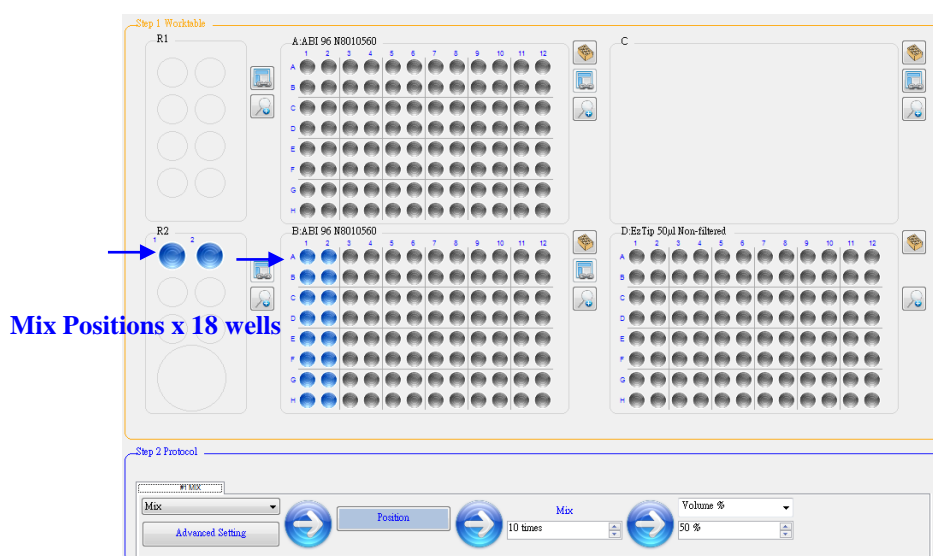 Step 1 Worktable
R1
A:ABI 96 N8010560
1 2 3 4 5 6 7 8 9 10 11 12
A
B
C
D
E
F
G
H
C
R2
1 2
B:ABI 96 N8010560
1 2 3 4 5 6 7 8 9 10 11 12
A
B
C
D
E
F
G
H
D:EzTip 50μl Non-filtered
1 2 3 4 5 6 7 8 9 10 11 12
A
B
C
D
E
F
G
H
Mix Positions x 18 wells
Step 2 Protocol
#1 MIX
Mix
Advanced Setting
Position
Mix
10 times
Volume %
50 %